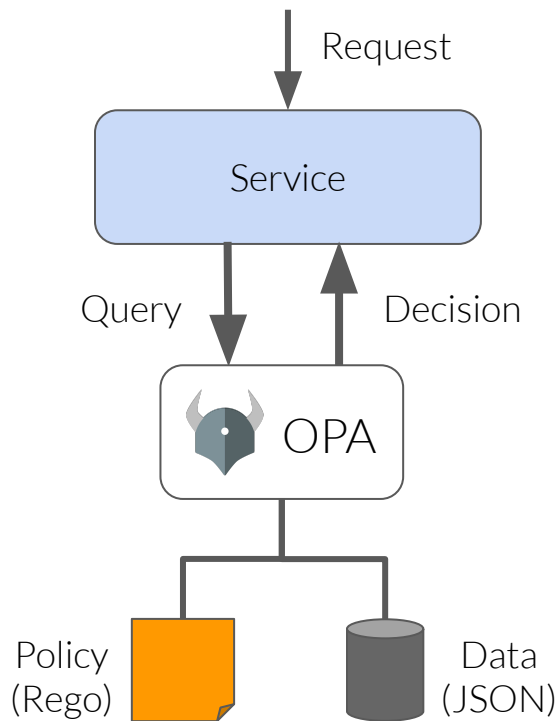 Request
Service
Query
Decision
OPA
Policy
(Rego)
Data
(JSON)